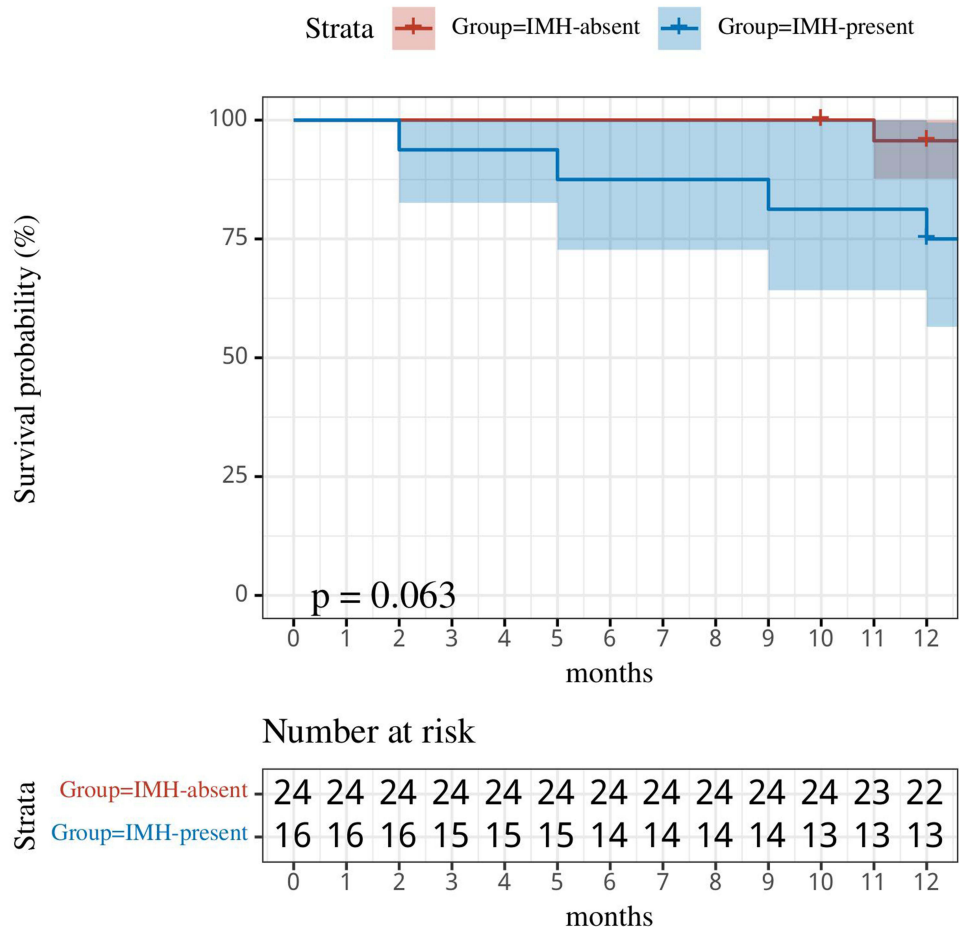 Strata Group=IMH-absent Group=IMH-present
Survival probability (%)
100
75
50
25
0
p = 0.063
0 1 2 3 4 5 6 7 8 9 10 11 12
months
Number at risk
Strata
Group=IMH-absent 24 24 24 24 24 24 24 24 24 24 24 23 22
Group=IMH-present 16 16 16 15 15 15 14 14 14 14 13 13 13
0 1 2 3 4 5 6 7 8 9 10 11 12
months